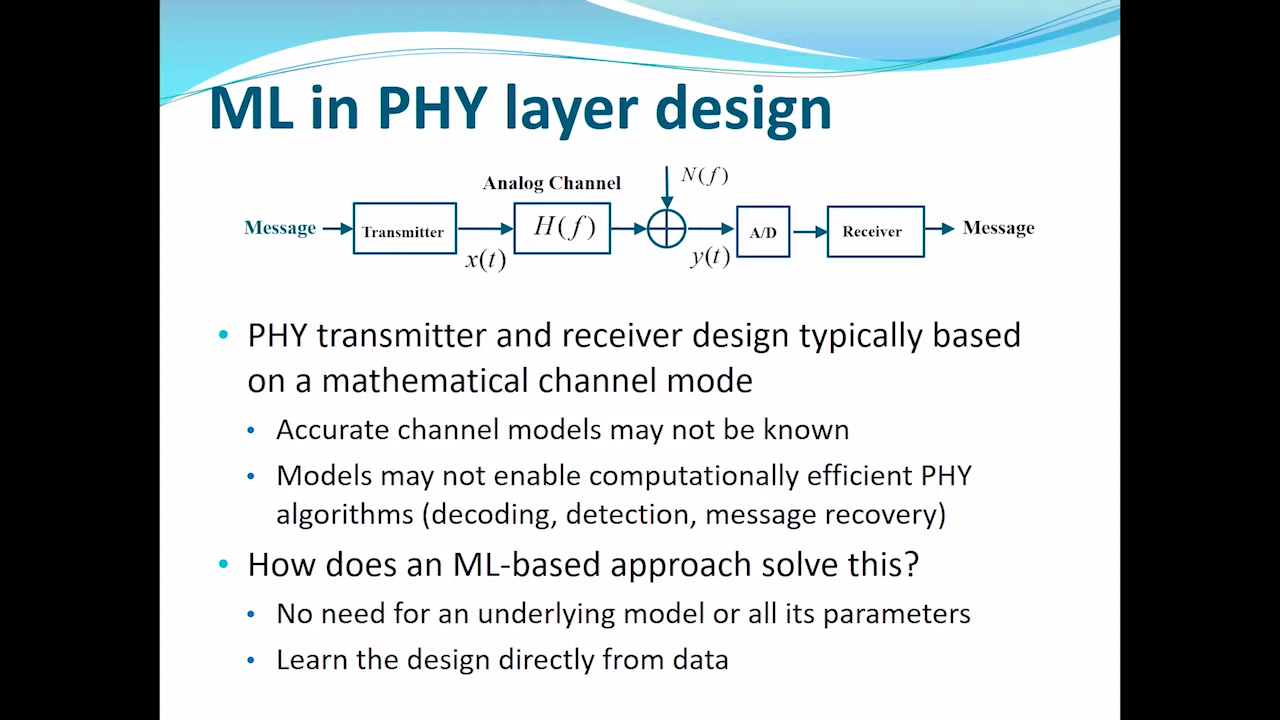 ML in PHY layer design
Analog Channel
N(f)
Message
Transmitter
H(f)
A/D
Receiver
Message
x(t)
y(t)
• PHY transmitter and receiver design typically based
on a mathematical channel mode
• Accurate channel models may not be known
• Models may not enable computationally efficient PHY
algorithms (decoding, detection, message recovery)
• How does an ML-based approach solve this?
• No need for an underlying model or all its parameters
• Learn the design directly from data